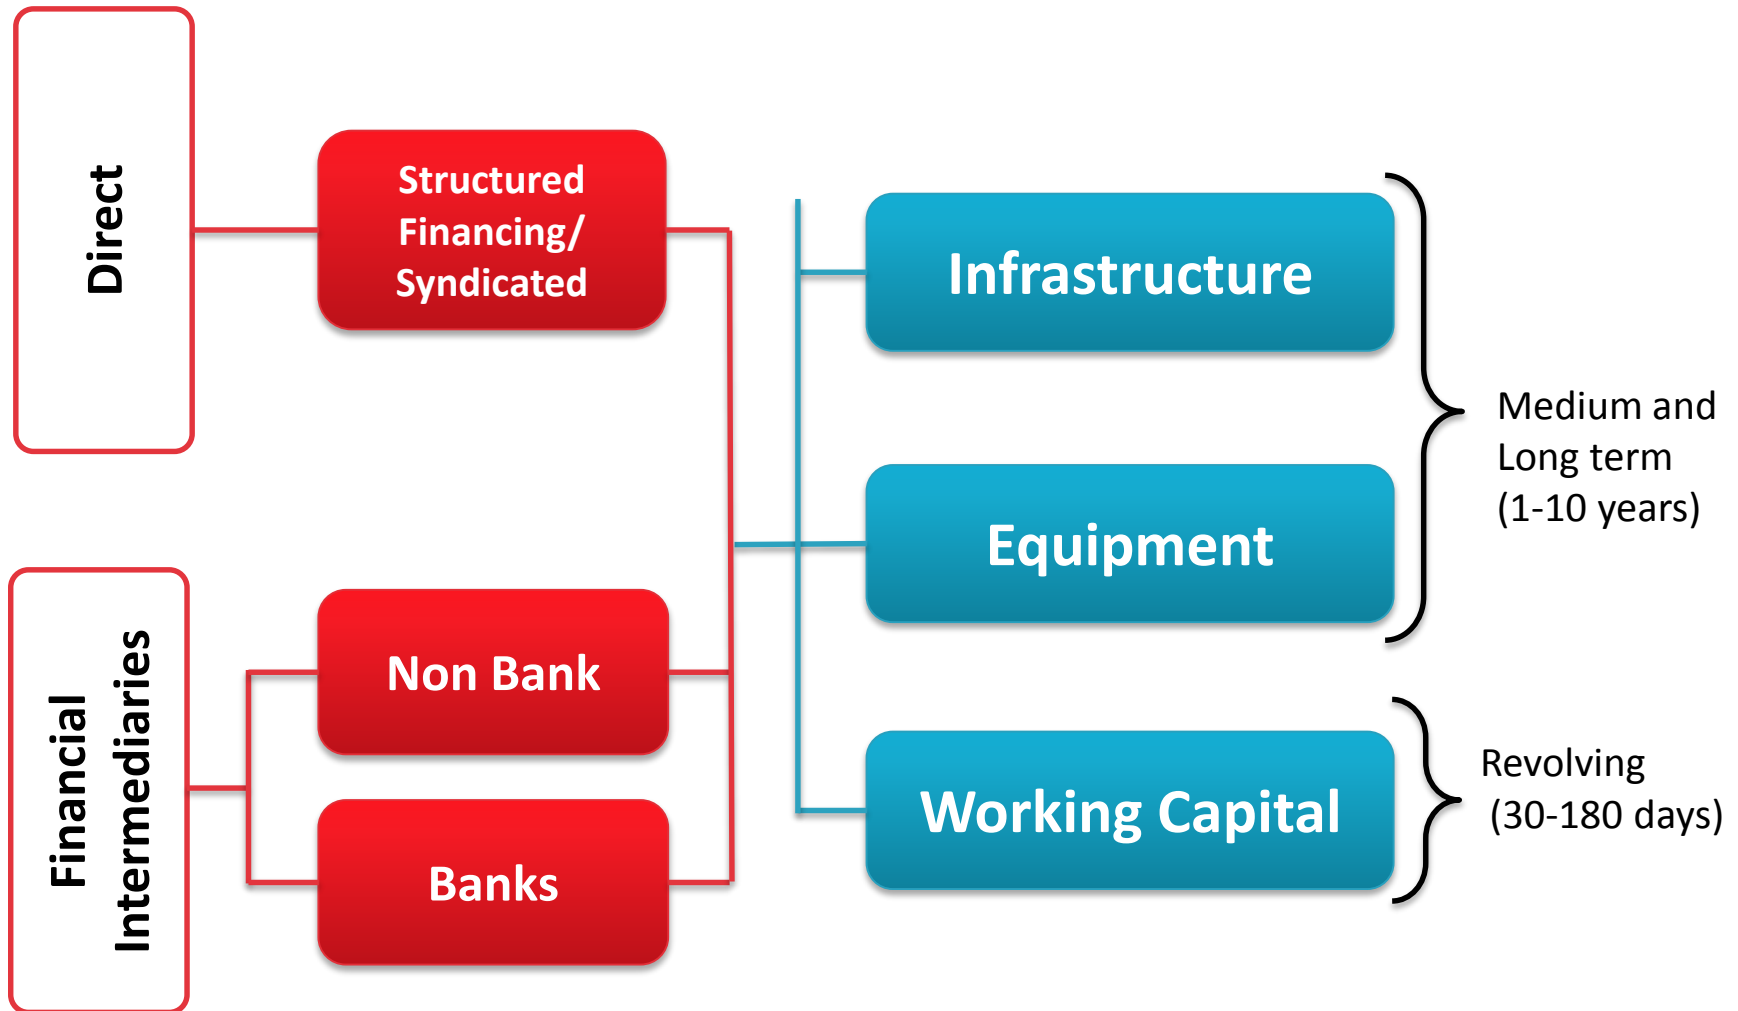 Direct
Structured
Financing/
Syndicated
Financial
Intermediaries
Non Bank
Banks
Infrastructure
Equipment
Working Capital
Medium and
Long term
(1-10 years)
Revolving
(30-180 days)